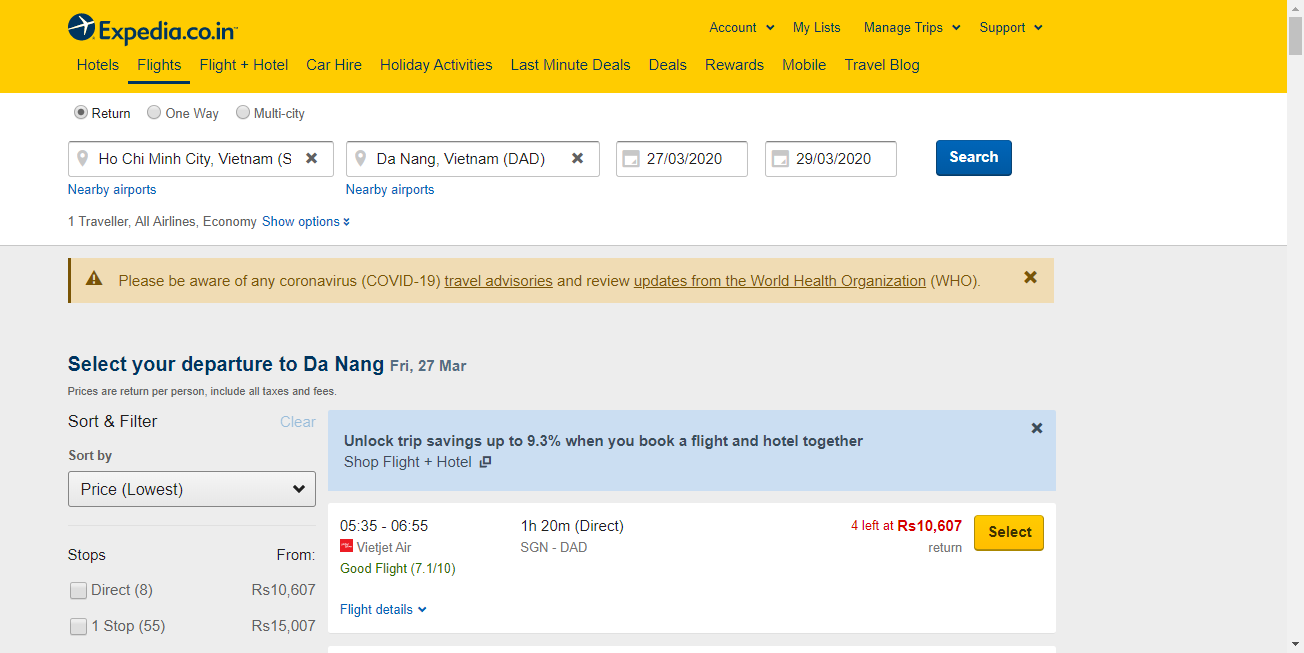 Expedia.co.in
Account My Lists Manage Trips Support
Hotels Flights Flight + Hotel Car Hire Holiday Activities Last Minute Deals Deals Rewards Mobile Travel Blog
Return One Way Multi-city
Ho Chi Minh City, Vietnam (S Da Nang, Vietnam (DAD) 27/03/2020 29/03/2020 Search
Nearby airports Nearby airports
1 Traveller, All Airlines, Economy Show options
Please be aware of any coronavirus (COVID-19) travel advisories and review updates from the World Health Organization (WHO).
Select your departure to Da Nang Fri, 27 Mar
Prices are return per person, include all taxes and fees.
Sort & Filter Clear
Sort by
Price (Lowest)
Stops From:
Direct (8) Rs10,607
1 Stop (55) Rs15,007
Unlock trip savings up to 9.3% when you book a flight and hotel together
Shop Flight + Hotel
05:35 - 06:55 1h 20m (Direct) 4 left at Rs10,607 Select
Vietjet Air SGN - DAD return
Good Flight (7.1/10)
Flight details